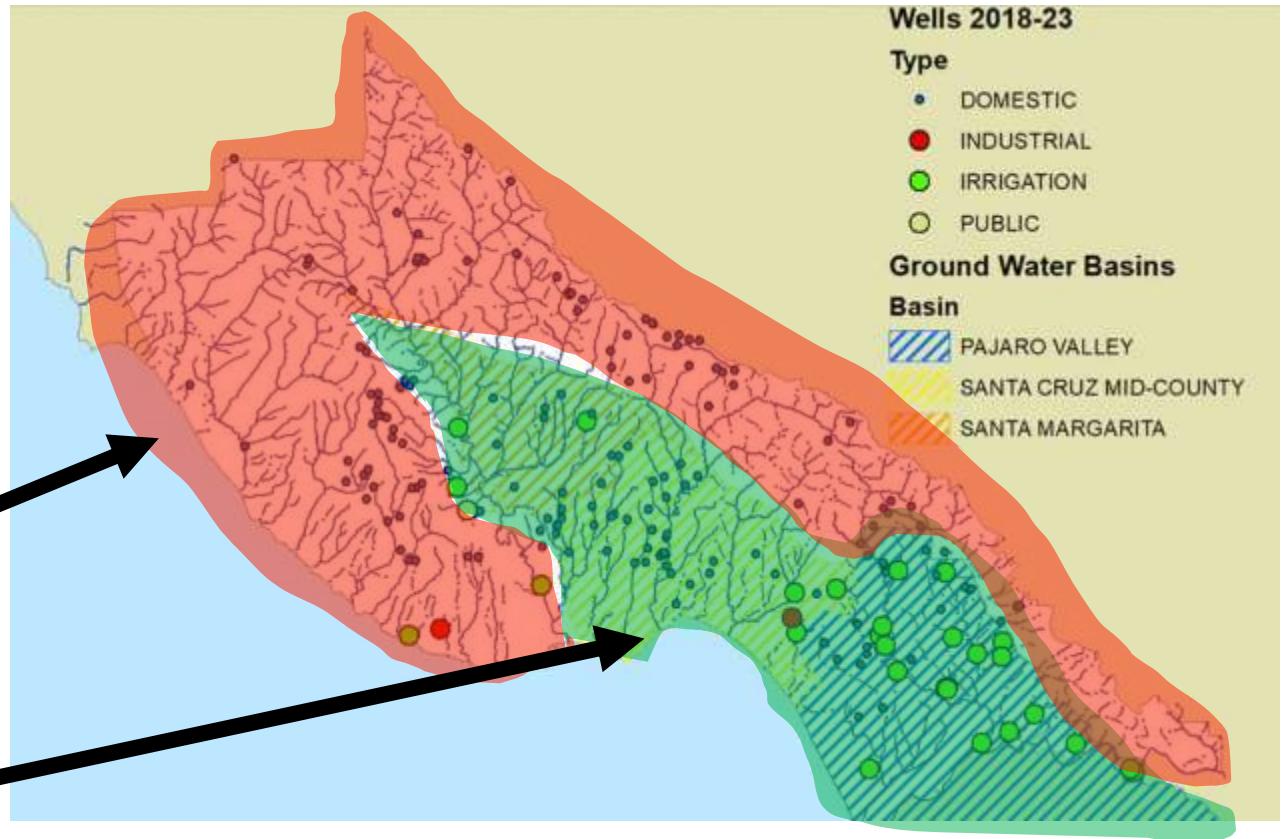 Wells 2018-23
Type
DOMESTIC
INDUSTRIAL
IRRIGATION
PUBLIC
Ground Water Basins
Basin
PAJARO VALLEY
SANTA CRUZ MID-COUNTY
SANTA MARGARITA